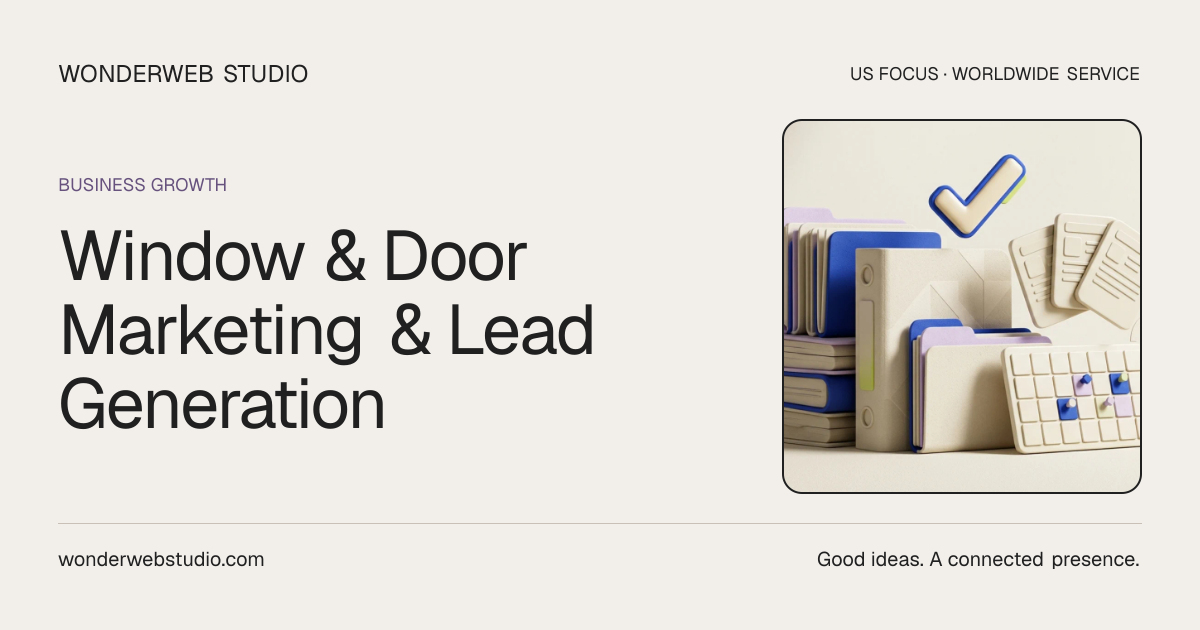 WONDERWEB STUDIO
US FOCUS · WORLDWIDE SERVICE
BUSINESS GROWTH
Window & Door
Marketing & Lead
Generation
wonderwebstudio.com
Good ideas. A connected presence.